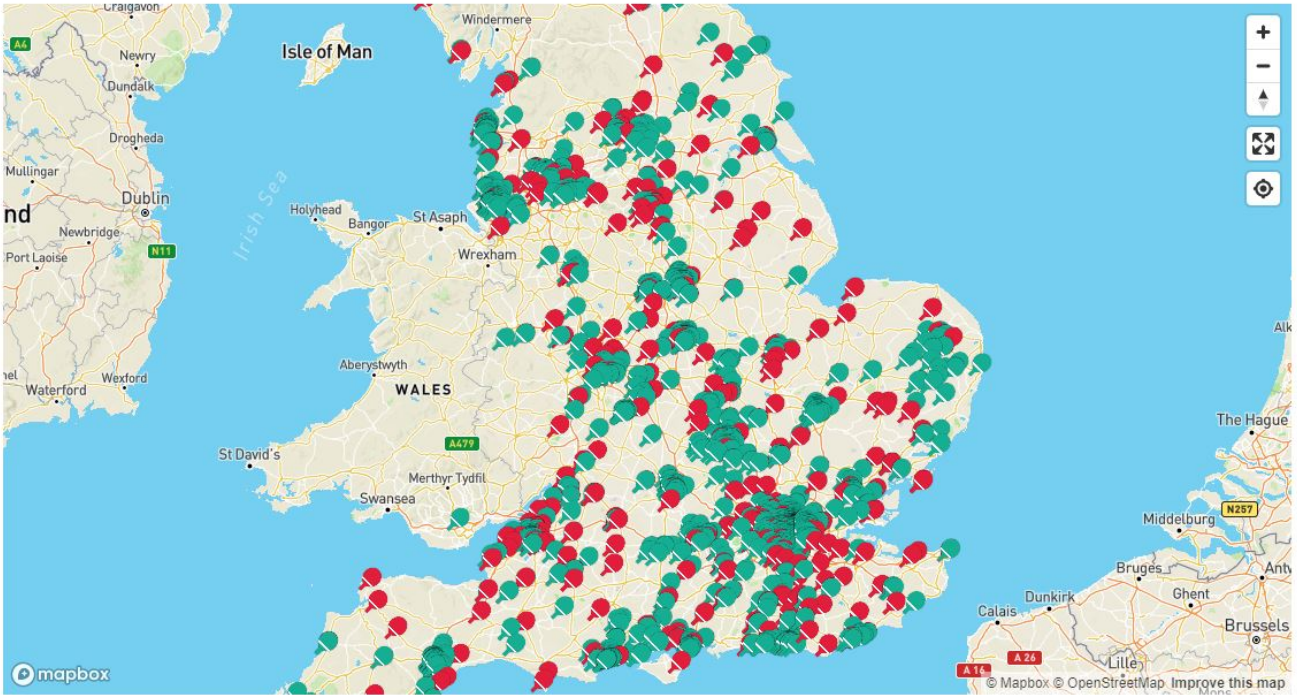 Craigavon
Windermere
A4
Isle of Man
Newry
Dundalk
Drogheda
Mullingar
Dublin
nd
Irish Sea
Holyhead
Bangor
St Asaph
Newbridge
N11
Port Laoise
Wrexham
Aberystwyth
WALES
Waterford
Wexford
A479
St David's
Merthyr Tydfil
Swansea
The Hague
N257
Middelburg
Bruges
Dunkirk
Ghent
Calais
Brussels
A 16
A 26
Lille
mapbox
© Mapbox © OpenStreetMap Improve this map